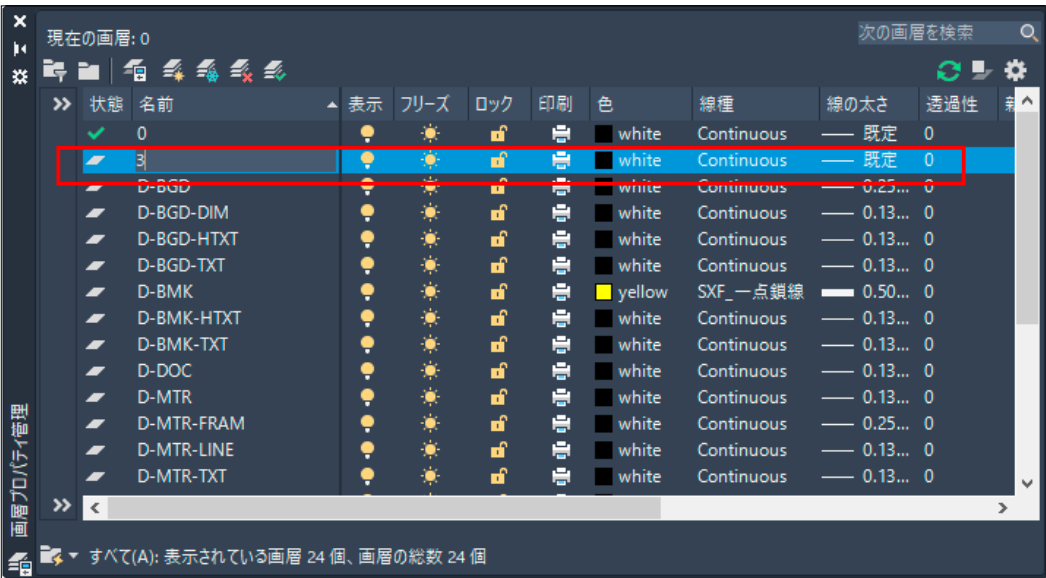 現在の画層: 0
次の画層を検索
状態 名前 表示 フリーズ ロック 印刷 色 線種 線の太さ 透過性 新
0 white Continuous 既定 0
3 white Continuous 既定 0
D-BGD white Continuous 0.25... 0
D-BGD-DIM white Continuous 0.13... 0
D-BGD-HTXT white Continuous 0.13... 0
D-BGD-TXT white Continuous 0.13... 0
D-BMK yellow SXF_一点鎖線 0.50... 0
D-BMK-HTXT white Continuous 0.13... 0
D-BMK-TXT white Continuous 0.13... 0
D-DOC white Continuous 0.13... 0
D-MTR white Continuous 0.13... 0
D-MTR-FRAM white Continuous 0.25... 0
D-MTR-LINE white Continuous 0.13... 0
D-MTR-TXT white Continuous 0.13... 0
画層プロパティ管理
すべて(A): 表示されている画層 24 個、画層の総数 24 個